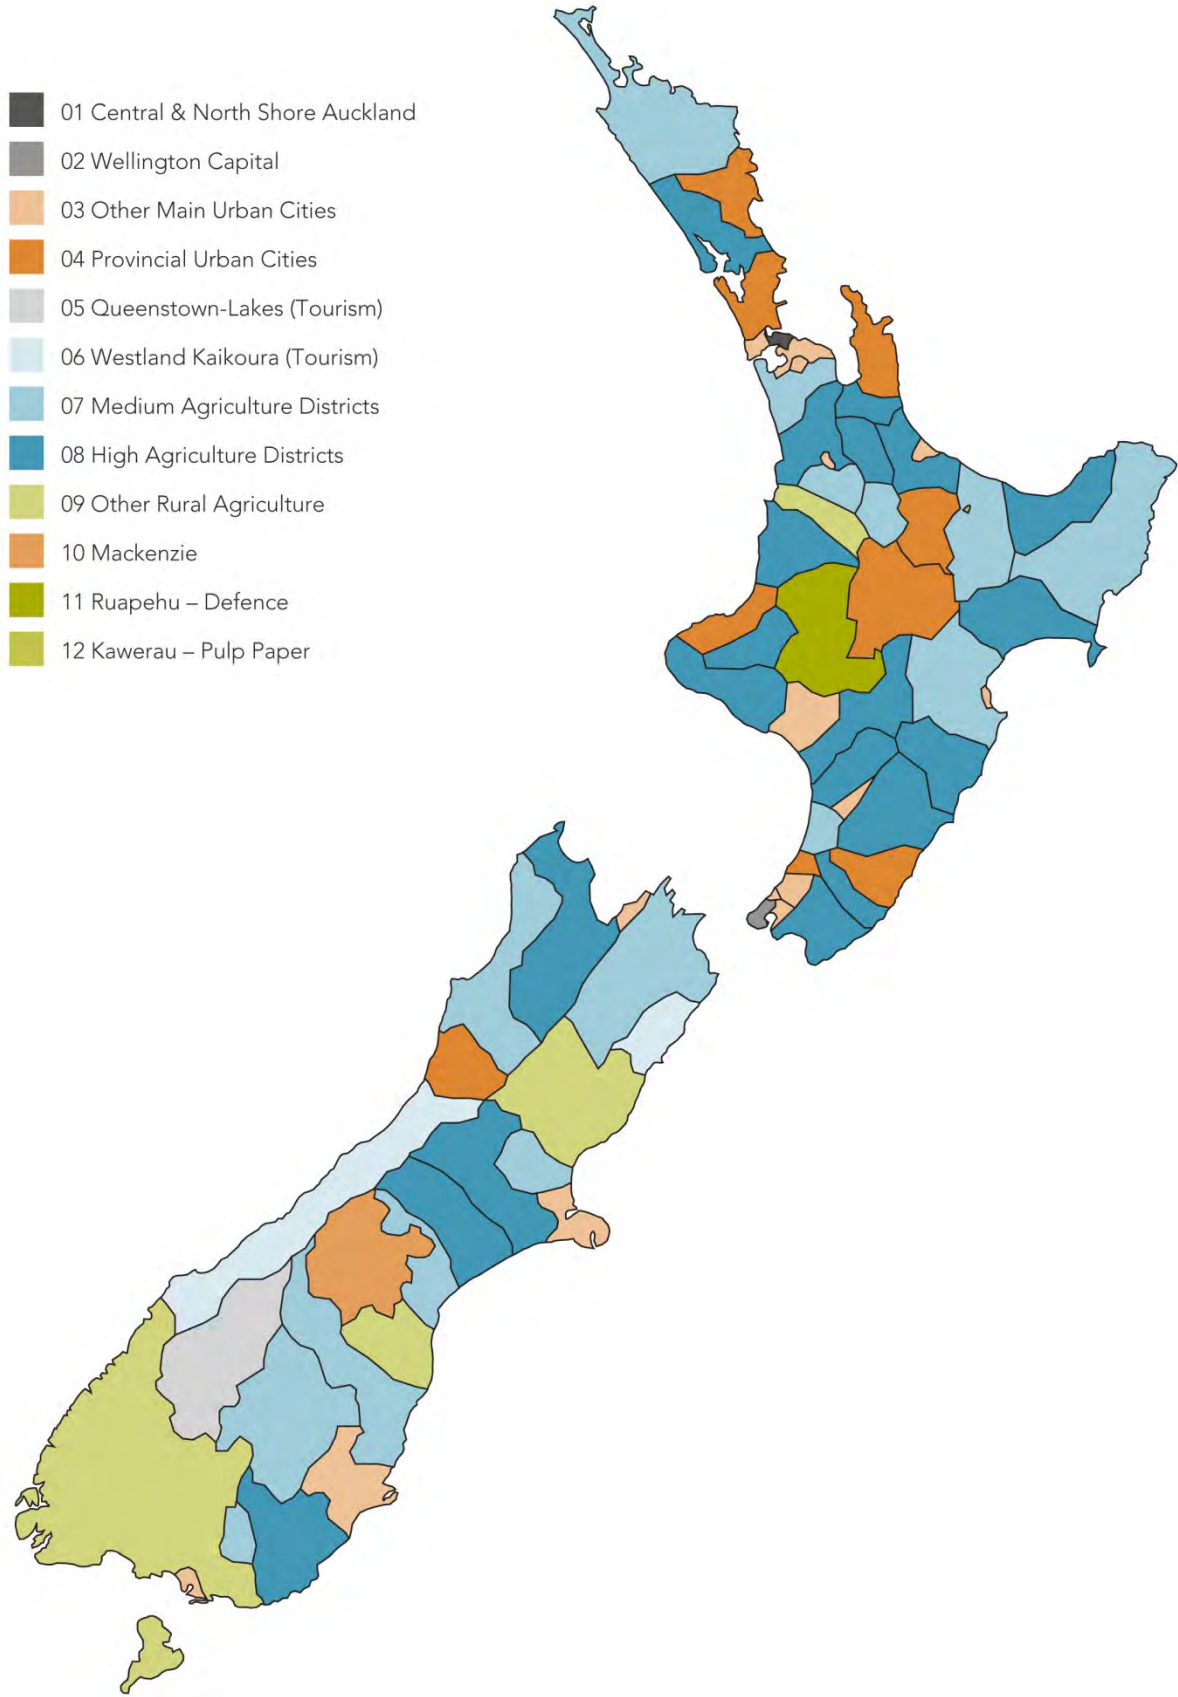 01 Central & North Shore Auckland
02 Wellington Capital
03 Other Main Urban Cities
04 Provincial Urban Cities
05 Queenstown-Lakes (Tourism)
06 Westland Kaikoura (Tourism)
07 Medium Agriculture Districts
08 High Agriculture Districts
09 Other Rural Agriculture
10 Mackenzie
11 Ruapehu – Defence
12 Kawerau – Pulp Paper